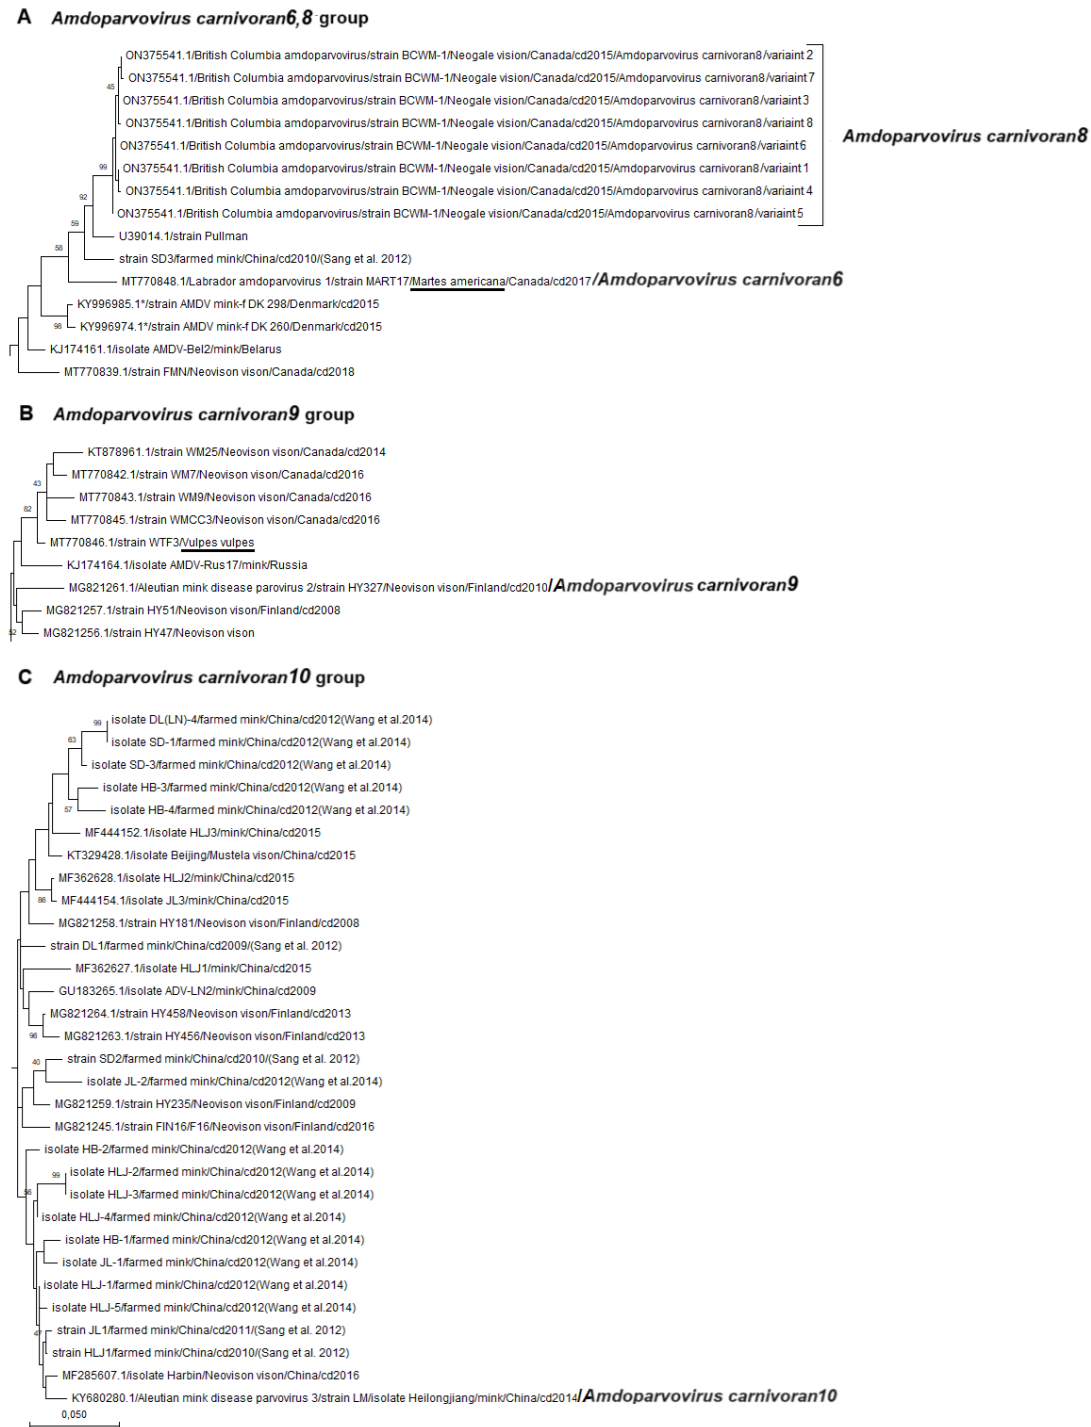 A Amdoparvovirus carnivoran6,8 group
ON375541.1/British Columbia amdoparvovirus/strain BCWM-1/Neogale vision/Canada/cd2015/Amdoparvovirus carnivoran8/variaint 2
ON375541.1/British Columbia amdoparvovirus/strain BCWM-1/Neogale vision/Canada/cd2015/Amdoparvovirus carnivoran8/variaint 7
45
ON375541.1/British Columbia amdoparvovirus/strain BCWM-1/Neogale vision/Canada/cd2015/Amdoparvovirus carnivoran8/variaint 3
ON375541.1/British Columbia amdoparvovirus/strain BCWM-1/Neogale vision/Canada/cd2015/Amdoparvovirus carnivoran8/variaint 8
Amdoparvovirus carnivoran8
ON375541.1/British Columbia amdoparvovirus/strain BCWM-1/Neogale vision/Canada/cd2015/Amdoparvovirus carnivoran8/variaint 6
99
ON375541.1/British Columbia amdoparvovirus/strain BCWM-1/Neogale vision/Canada/cd2015/Amdoparvovirus carnivoran8/variaint 1
ON375541.1/British Columbia amdoparvovirus/strain BCWM-1/Neogale vision/Canada/cd2015/Amdoparvovirus carnivoran8/variaint 4
92
ON375541.1/British Columbia amdoparvovirus/strain BCWM-1/Neogale vision/Canada/cd2015/Amdoparvovirus carnivoran8/variaint 5
59
U39014.1/strain Pullman
58
strain SD3/farmed mink/China/cd2010/(Sang et al. 2012)
MT770848.1/Labrador amdoparvovirus 1/strain MART17/Martes americana/Canada/cd2017/Amdoparvovirus carnivoran6
KY996985.1*/strain AMDV mink-f DK 298/Denmark/cd2015
98
KY996974.1*/strain AMDV mink-f DK 260/Denmark/cd2015
KJ174161.1/isolate AMDV-Bel2/mink/Belarus
MT770839.1/strain FMN/Neovison vison/Canada/cd2018
B Amdoparvovirus carnivoran9 group
KT878961.1/strain WM25/Neovison vison/Canada/cd2014
MT770842.1/strain WM7/Neovison vison/Canada/cd2016
43
MT770843.1/strain WM9/Neovison vison/Canada/cd2016
62
MT770845.1/strain WMCC3/Neovison vison/Canada/cd2016
MT770846.1/strain WTF3/Vulpes vulpes
KJ174164.1/isolate AMDV-Rus17/mink/Russia
MG821261.1/Aleutian mink disease parovirus 2/strain HY327/Neovison vison/Finland/cd2010/Amdoparvovirus carnivoran9
MG821257.1/strain HY51/Neovison vison/Finland/cd2008
52
MG821256.1/strain HY47/Neovison vison
C Amdoparvovirus carnivoran10 group
99
isolate DL(LN)-4/farmed mink/China/cd2012(Wang et al.2014)
63
isolate SD-1/farmed mink/China/cd2012(Wang et al.2014)
isolate SD-3/farmed mink/China/cd2012(Wang et al.2014)
isolate HB-3/farmed mink/China/cd2012(Wang et al.2014)
57
isolate HB-4/farmed mink/China/cd2012(Wang et al.2014)
MF444152.1/isolate HLJ3/mink/China/cd2015
KT329428.1/isolate Beijing/Mustela vison/China/cd2015
MF362628.1/isolate HLJ2/mink/China/cd2015
86
MF444154.1/isolate JL3/mink/China/cd2015
MG821258.1/strain HY181/Neovison vison/Finland/cd2008
strain DL1/farmed mink/China/cd2009/(Sang et al. 2012)
MF362627.1/isolate HLJ1/mink/China/cd2015
GU183265.1/isolate ADV-LN2/mink/China/cd2009
MG821264.1/strain HY458/Neovison vison/Finland/cd2013
96
MG821263.1/strain HY456/Neovison vison/Finland/cd2013
40
strain SD2/farmed mink/China/cd2010/(Sang et al. 2012)
isolate JL-2/farmed mink/China/cd2012(Wang et al.2014)
MG821259.1/strain HY235/Neovison vison/Finland/cd2009
MG821245.1/strain FIN16/F16/Neovison vison/Finland/cd2016
isolate HB-2/farmed mink/China/cd2012(Wang et al.2014)
99
isolate HLJ-2/farmed mink/China/cd2012(Wang et al.2014)
56
isolate HLJ-3/farmed mink/China/cd2012(Wang et al.2014)
isolate HLJ-4/farmed mink/China/cd2012(Wang et al.2014)
isolate HB-1/farmed mink/China/cd2012(Wang et al.2014)
isolate JL-1/farmed mink/China/cd2012(Wang et al.2014)
isolate HLJ-1/farmed mink/China/cd2012(Wang et al.2014)
isolate HLJ-5/farmed mink/China/cd2012(Wang et al.2014)
47
strain JL1/farmed mink/China/cd2011/(Sang et al. 2012)
strain HLJ1/farmed mink/China/cd2010/(Sang et al. 2012)
MF285607.1/isolate Harbin/Neovison vison/China/cd2016
KY680280.1/Aleutian mink disease parovirus 3/strain LM/isolate Heilongjiang/mink/China/cd2014/Amdoparvovirus carnivoran10
0,050